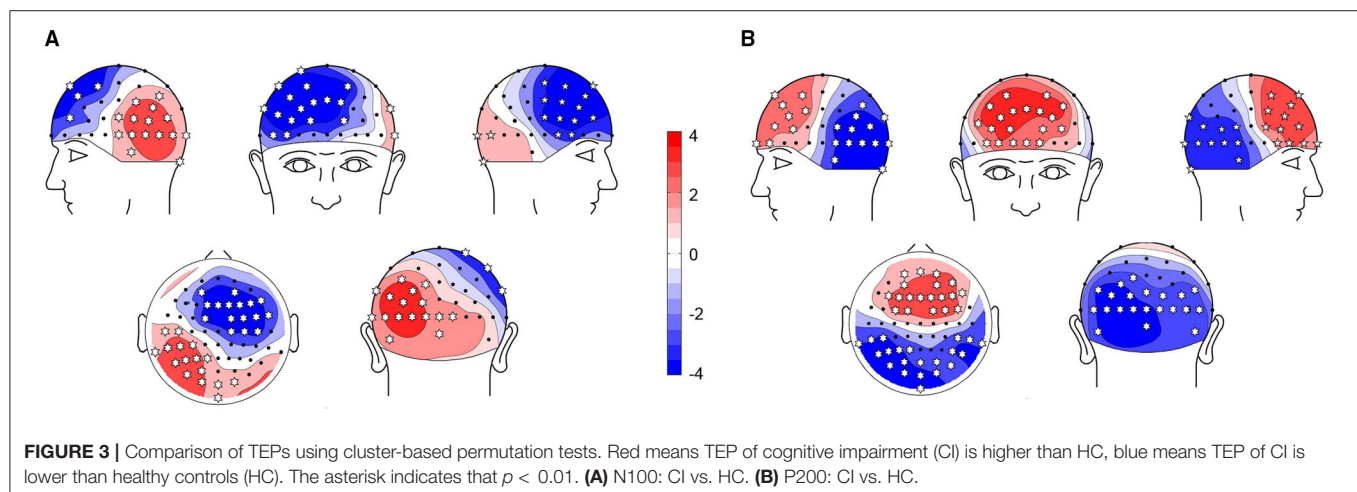 A
B
4
2
0
-2
-4
FIGURE 3 | Comparison of TEPs using cluster-based permutation tests. Red means TEP of cognitive impairment (CI) is higher than HC, blue means TEP of CI is
lower than healthy controls (HC). The asterisk indicates that p < 0.01. (A) N100: CI vs. HC. (B) P200: CI vs. HC.